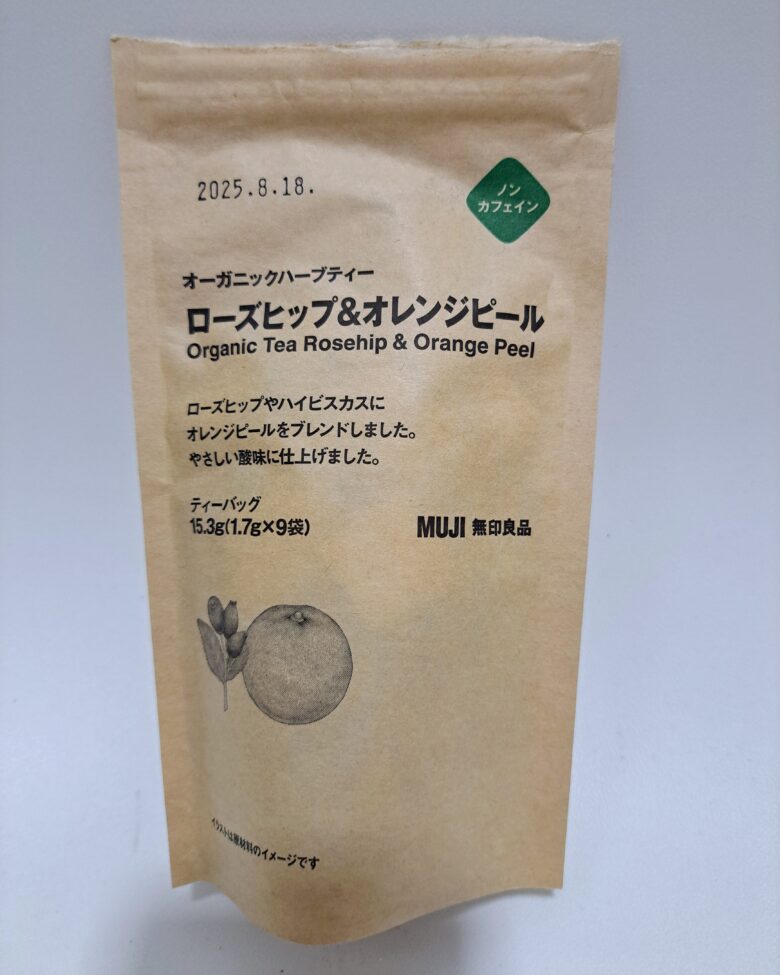 2025.8.18.
ノン
カフェイン
オーガニックハーブティー
ローズヒップ&オレンジピール
Organic Tea Rosehip & Orange Peel
ローズヒップやハイビスカスに
オレンジピールをブレンドしました。
やさしい酸味に仕上げました。
ティーバッグ
15.3g(1.7g×9袋)
MUJI 無印良品
イラストは原材料のイメージです